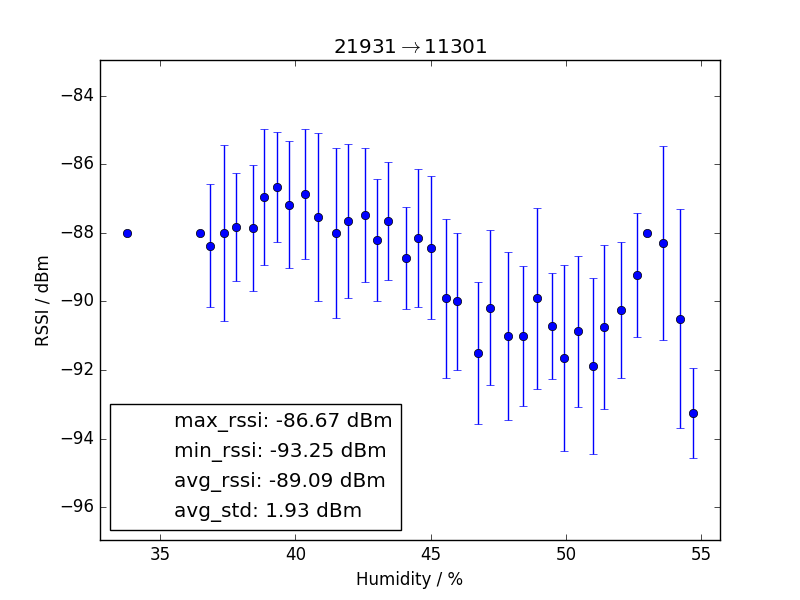 21931→11301
−84
−86
−88
−90
−92
−94
−96
RSSI / dBm
max_rssi: -86.67 dBm
min_rssi: -93.25 dBm
avg_rssi: -89.09 dBm
avg_std: 1.93 dBm
35 40 45 50 55
Humidity / %